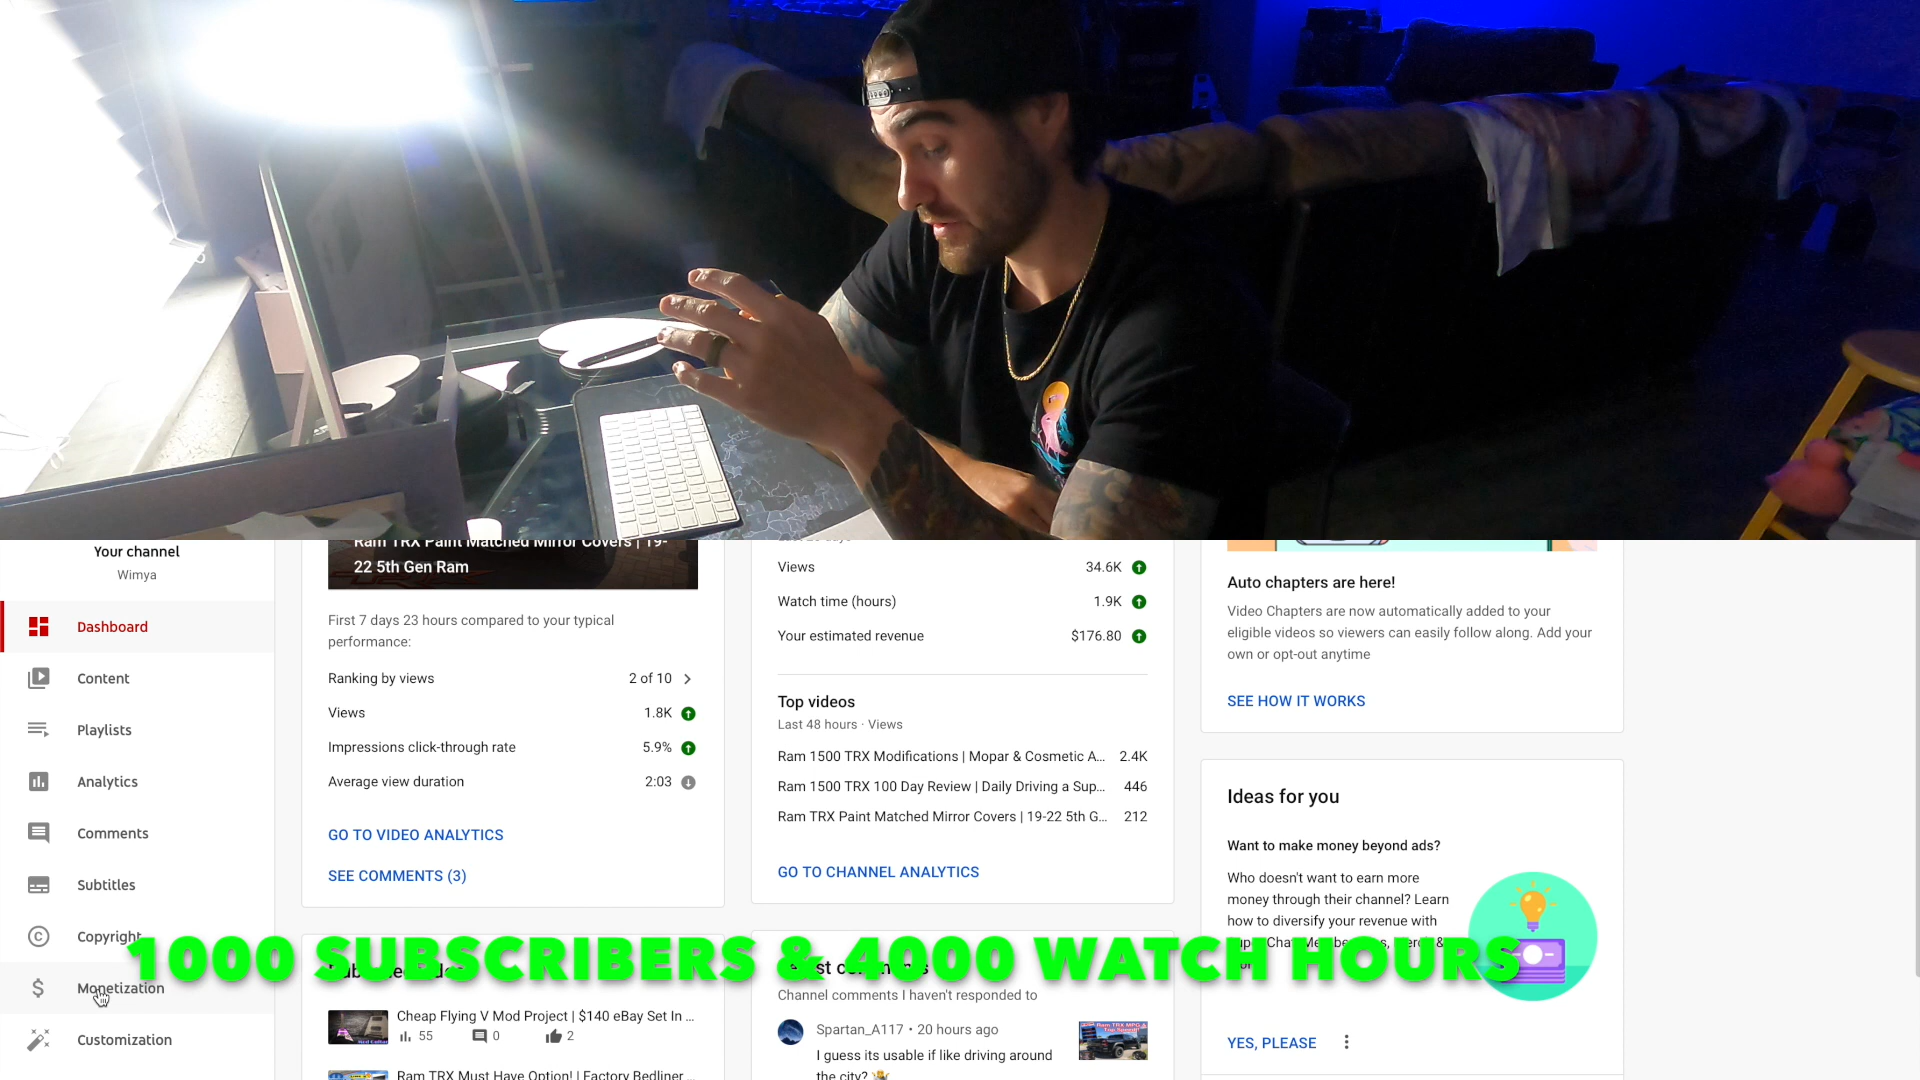 Your channel
Wimya
Dashboard
Content
Playlists
Analytics
Comments
Subtitles
Copyright
Monetization
Customization
Ram TRX Paint Matched Mirror Covers | 19-
22 5th Gen Ram
First 7 days 23 hours compared to your typical
performance:
Ranking by views 2 of 10
Views 1.8K
Impressions click-through rate 5.9%
Average view duration 2:03
GO TO VIDEO ANALYTICS
SEE COMMENTS (3)
Views 34.6K
Watch time (hours) 1.9K
Your estimated revenue $176.80
Top videos
Last 48 hours · Views
Ram 1500 TRX Modifications | Mopar & Cosmetic A... 2.4K
Ram 1500 TRX 100 Day Review | Daily Driving a Sup... 446
Ram TRX Paint Matched Mirror Covers | 19-22 5th G... 212
GO TO CHANNEL ANALYTICS
Auto chapters are here!
Video Chapters are now automatically added to your
eligible videos so viewers can easily follow along. Add your
own or opt-out anytime
SEE HOW IT WORKS
Ideas for you
Want to make money beyond ads?
Who doesn't want to earn more
money through their channel? Learn
how to diversify your revenue with
1000 SUBSCRIBERS & 4000 WATCH HOURS
Cheap Flying V Mod Project | $140 eBay Set In ...
55 0 2
Ram TRX Must Have Option! | Factory Bedliner ...
Channel comments I haven't responded to
Spartan_A117 • 20 hours ago
I guess its usable if like driving around
the city?
YES, PLEASE